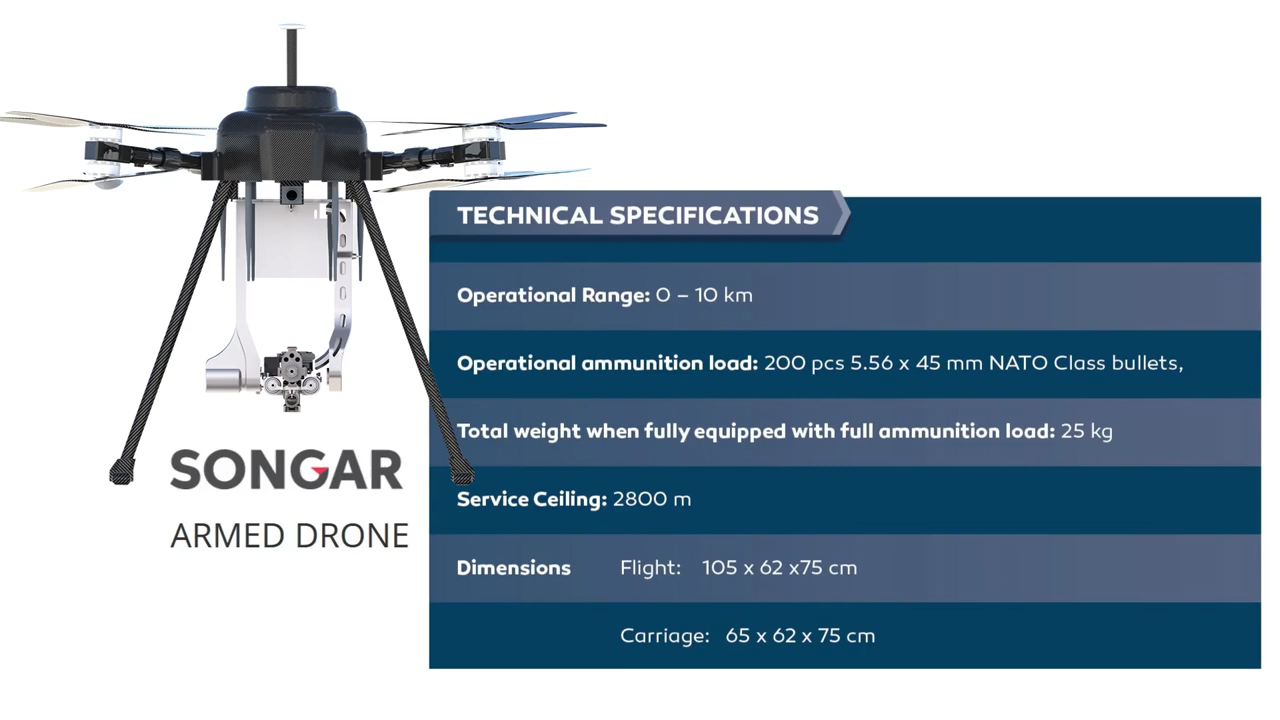 TECHNICAL SPECIFICATIONS
Operational Range: 0 – 10 km
Operational ammunition load: 200 pcs 5.56 x 45 mm NATO Class bullets,
Total weight when fully equipped with full ammunition load: 25 kg
Service Ceiling: 2800 m
Dimensions Flight: 105 x 62 x75 cm
Carriage: 65 x 62 x 75 cm
SONGAR
ARMED DRONE